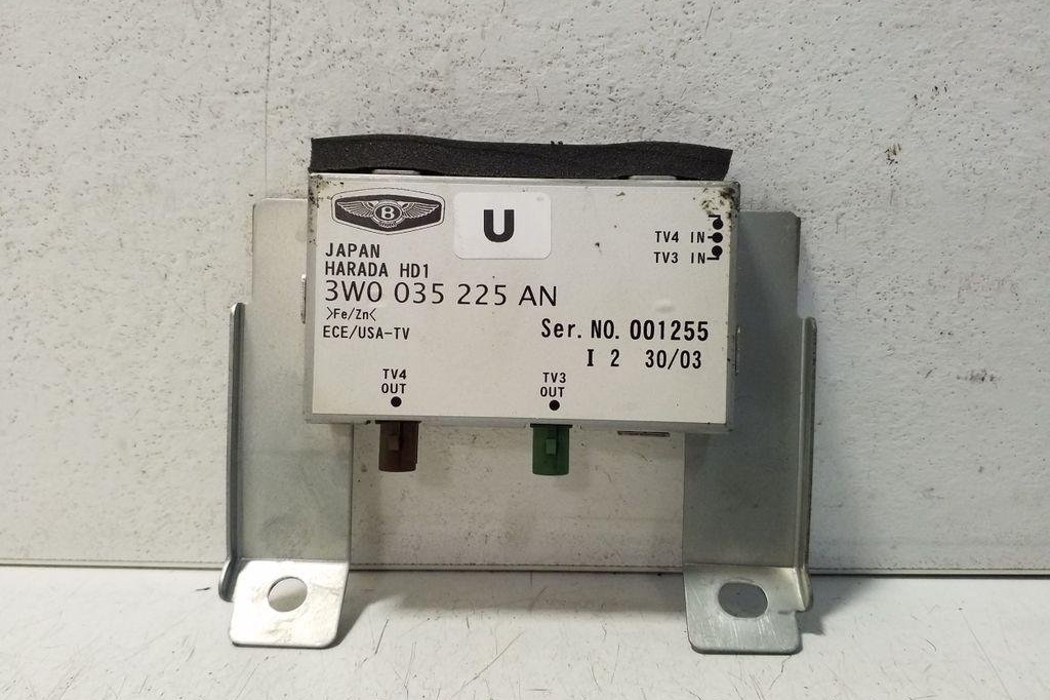 B
U
JAPAN
HARADA HD1
3W0 035 225 AN
>Fe/Zn<
ECE/USA-TV
TV4 IN
TV3 IN
Ser. NO. 001255
I 2 30/03
TV4
OUT
TV3
OUT